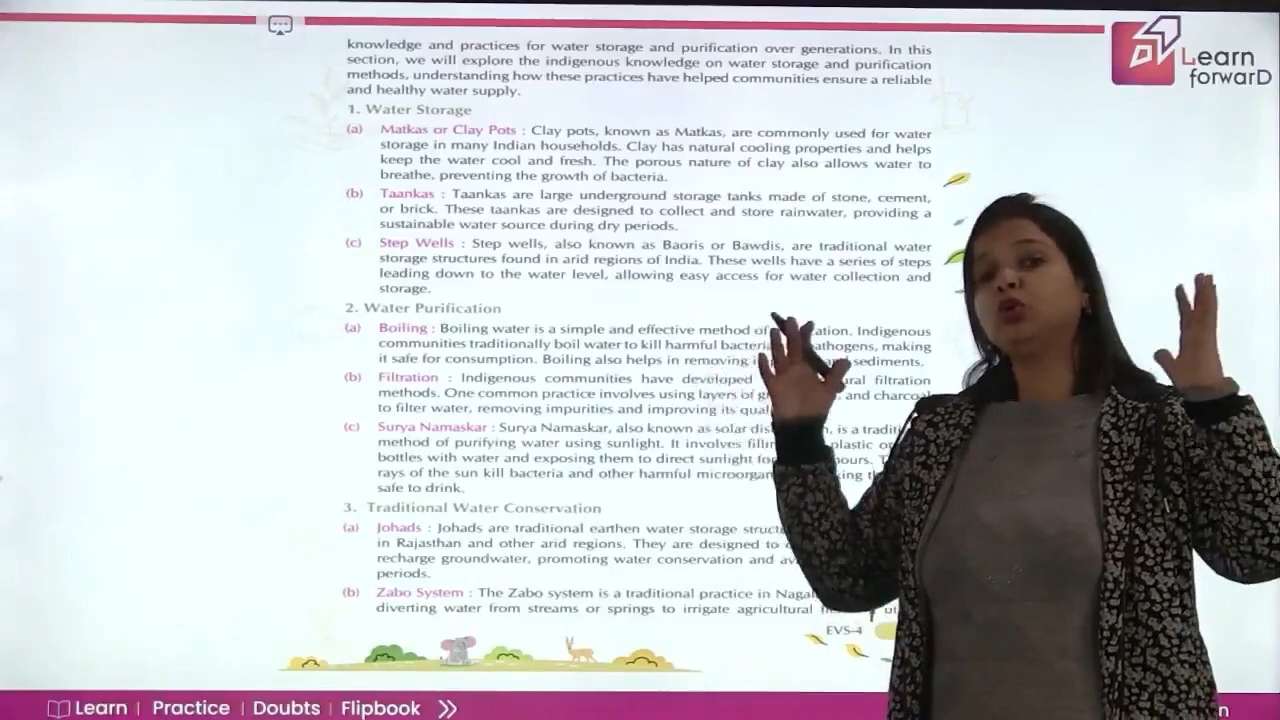 Learn
forwarD
knowledge and practices for water storage and purification over generations. In this
section, we will explore the indigenous knowledge on water storage and purification
methods, understanding how these practices have helped communities ensure a reliable
and healthy water supply.
1. Water Storage
(a) Matkas or Clay Pots : Clay pots, known as Matkas, are commonly used for water
storage in many Indian households. Clay has natural cooling properties and helps
keep the water cool and fresh. The porous nature of clay also allows water to
breathe, preventing the growth of bacteria.
(b) Taankas : Taankas are large underground storage tanks made of stone, cement,
or brick. These taankas are designed to collect and store rainwater, providing a
sustainable water source during dry periods.
(c) Step Wells : Step wells, also known as Baoris or Bawdis, are traditional water
storage structures found in arid regions of India. These wells have a series of steps
leading down to the water level, allowing easy access for water collection and
storage.
2. Water Purification
(a) Boiling : Boiling water is a simple and effective method of ation. Indigenous
communities traditionally boil water to kill harmful bacteria athogens, making
it safe for consumption. Boiling also helps in removing sediments.
(b) Filtration : Indigenous communities have developed ural filtration
methods. One common practice involves using layers of and charcoal
to filter water, removing impurities and improving its
(c) Surya Namaskar : Surya Namaskar, also known as solar is a
method of purifying water using sunlight. It involves plastic
bottles with water and exposing them to direct sunlight hours.
rays of the sun kill bacteria and other harmful
safe to drink.
3. Traditional Water Conservation
(a) Johads : Johads are traditional earthen water storage
in Rajasthan and other arid regions. They are designed to
recharge groundwater, promoting water conservation and
periods.
(b) Zabo System : The Zabo system is a traditional practice in
diverting water from streams or springs to irrigate agricultural
EVS-4
Learn | Practice | Doubts | Flipbook